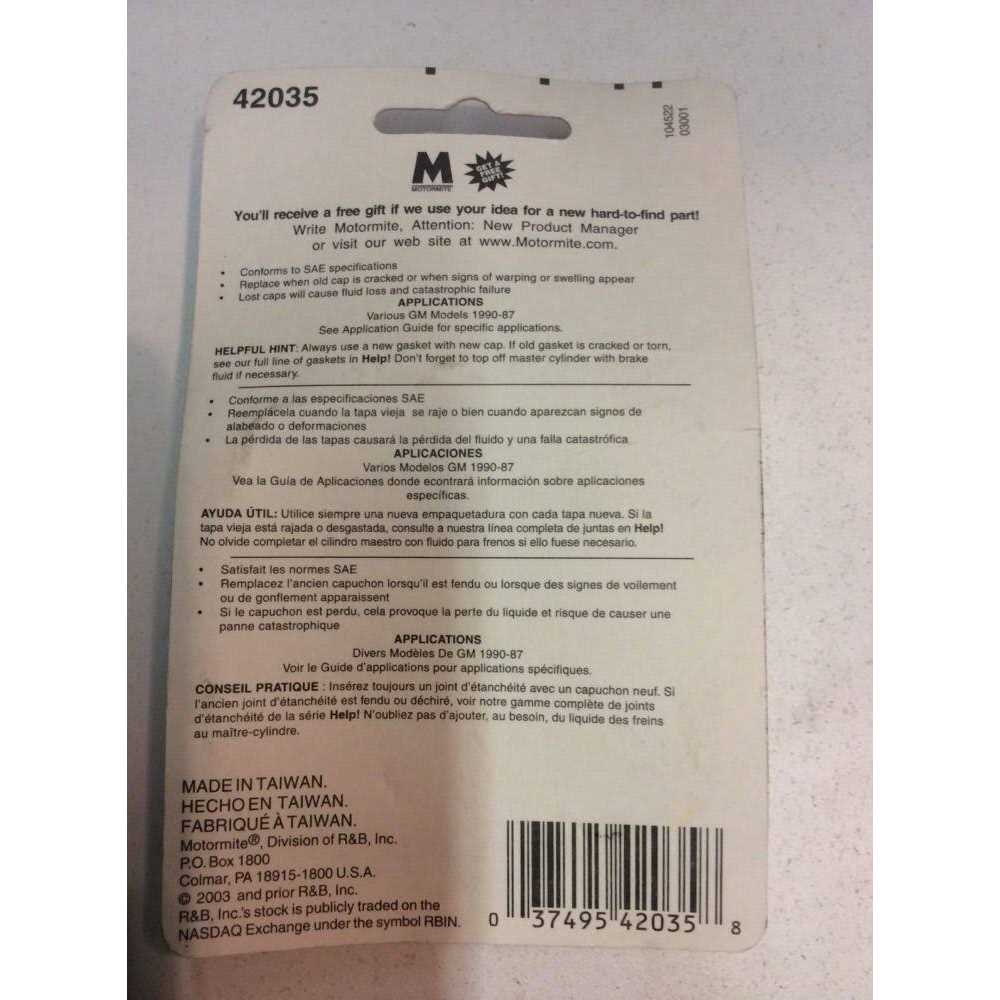 42035
104522
03001
M
MOTORMITE
GET A
FREE
GIFT!
You'll receive a free gift if we use your idea for a new hard-to-find part!
Write Motormite, Attention: New Product Manager
or visit our web site at www.Motormite.com.
• Conforms to SAE specifications
• Replace when old cap is cracked or when signs of warping or swelling appear
• Lost caps will cause fluid loss and catastrophic failure
APPLICATIONS
Various GM Models 1990-87
See Application Guide for specific applications.
HELPFUL HINT: Always use a new gasket with new cap. If old gasket is cracked or torn,
see our full line of gaskets in Help! Don't forget to top off master cylinder with brake
fluid if necessary.
• Conforme a las especificaciones SAE
• Reemplácela cuando la tapa vieja se raje o bien cuando aparezcan signos de
alabeado o deformaciones
• La pérdida de las tapas causará la pérdida del fluido y una falla catastrófica
APLICACIONES
Varios Modelos GM 1990-87
Vea la Guía de Aplicaciones donde econtrará información sobre aplicaciones
específicas.
AYUDA ÚTIL: Utilice siempre una nueva empaquetadura con cada tapa nueva. Si la
tapa vieja está rajada o desgastada, consulte a nuestra línea completa de juntas en Help!
No olvide completar el cilindro maestro con fluido para frenos si ello fuese necesario.
• Satisfait les normes SAE
• Remplacez l'ancien capuchon lorsqu'il est fendu ou lorsque des signes de voilement
ou de gonflement apparaissent
• Si le capuchon est perdu, cela provoque la perte du liquide et risque de causer une
panne catastrophique
APPLICATIONS
Divers Modèles De GM 1990-87
Voir le Guide d'applications pour applications spécifiques.
CONSEIL PRATIQUE : Insérez toujours un joint d'étanchéité avec un capuchon neuf. Si
l'ancien joint d'étanchéité est fendu ou déchiré, voir notre gamme complète de joints
d'étanchéité de la série Help! N'oubliez pas d'ajouter, au besoin, du liquide des freins
au maître-cylindre.
MADE IN TAIWAN.
HECHO EN TAIWAN.
FABRIQUÉ À TAIWAN.
Motormite®, Division of R&B, Inc.
P.O. Box 1800
Colmar, PA 18915-1800 U.S.A.
© 2003 and prior R&B, Inc.
R&B, Inc.'s stock is publicly traded on the
NASDAQ Exchange under the symbol RBIN.
0 37495 42035 8